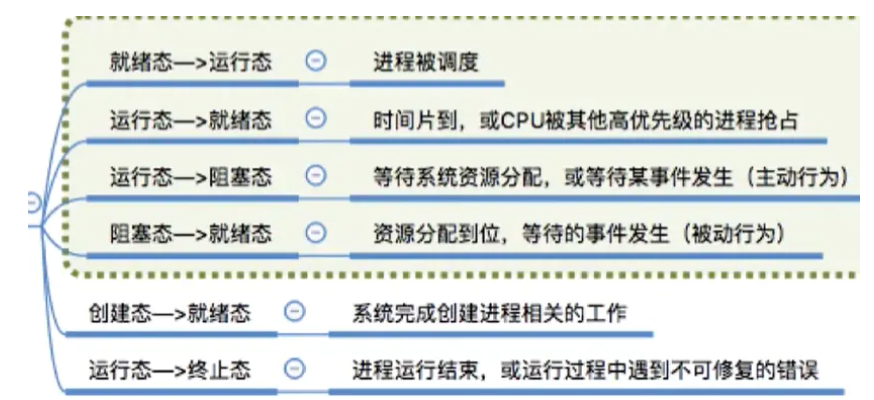 就绪态—>运行态 进程被调度
运行态—>就绪态 时间片到，或CPU被其他高优先级的进程抢占
运行态—>阻塞态 等待系统资源分配，或等待某事件发生（主动行为）
阻塞态—>就绪态 资源分配到位，等待的事件发生（被动行为）
创建态—>就绪态 系统完成创建进程相关的工作
运行态—>终止态 进程运行结束，或运行过程中遇到不可修复的错误